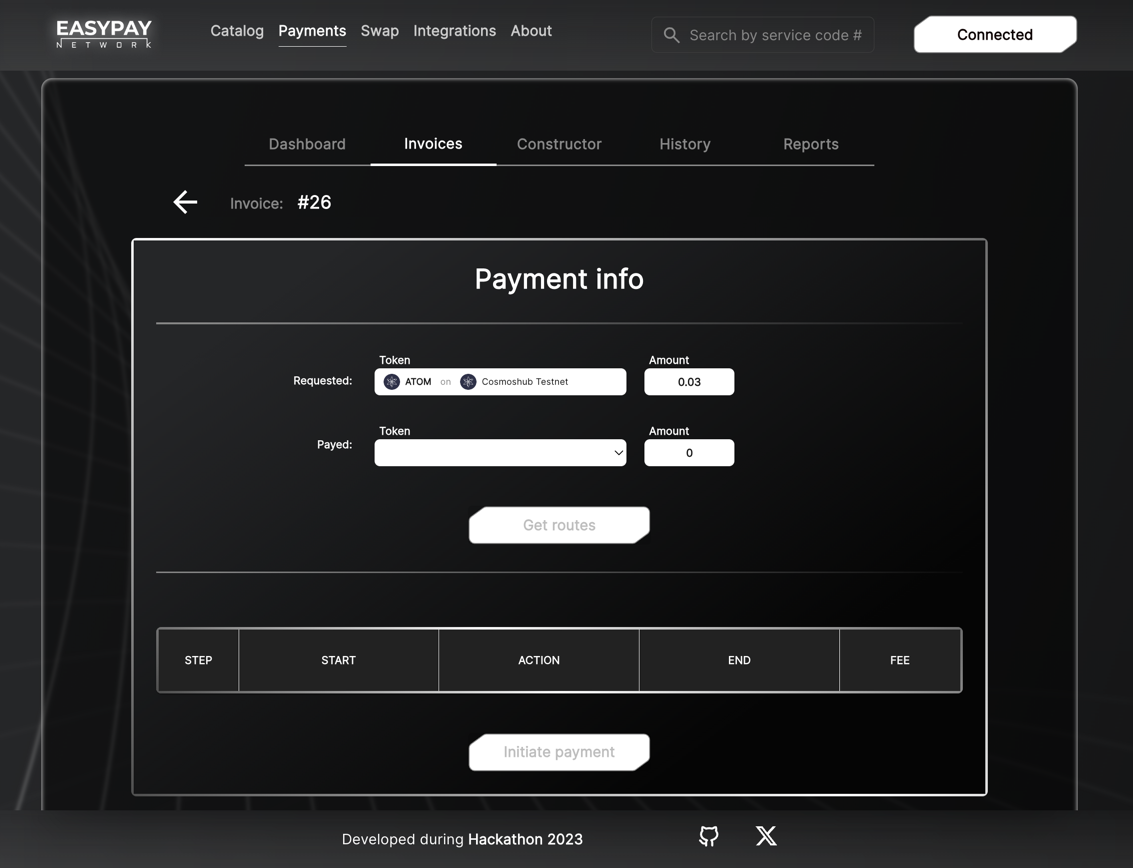 EASYPAY
NETWORK
Catalog Payments Swap Integrations About
Search by service code #
Connected
Dashboard Invoices Constructor History Reports
Invoice: #26
Payment info
Token Amount
Requested: ATOM on Cosmoshub Testnet 0.03
Token Amount
Payed: 0
Get routes
STEP START ACTION END FEE
Initiate payment
Developed during Hackathon 2023